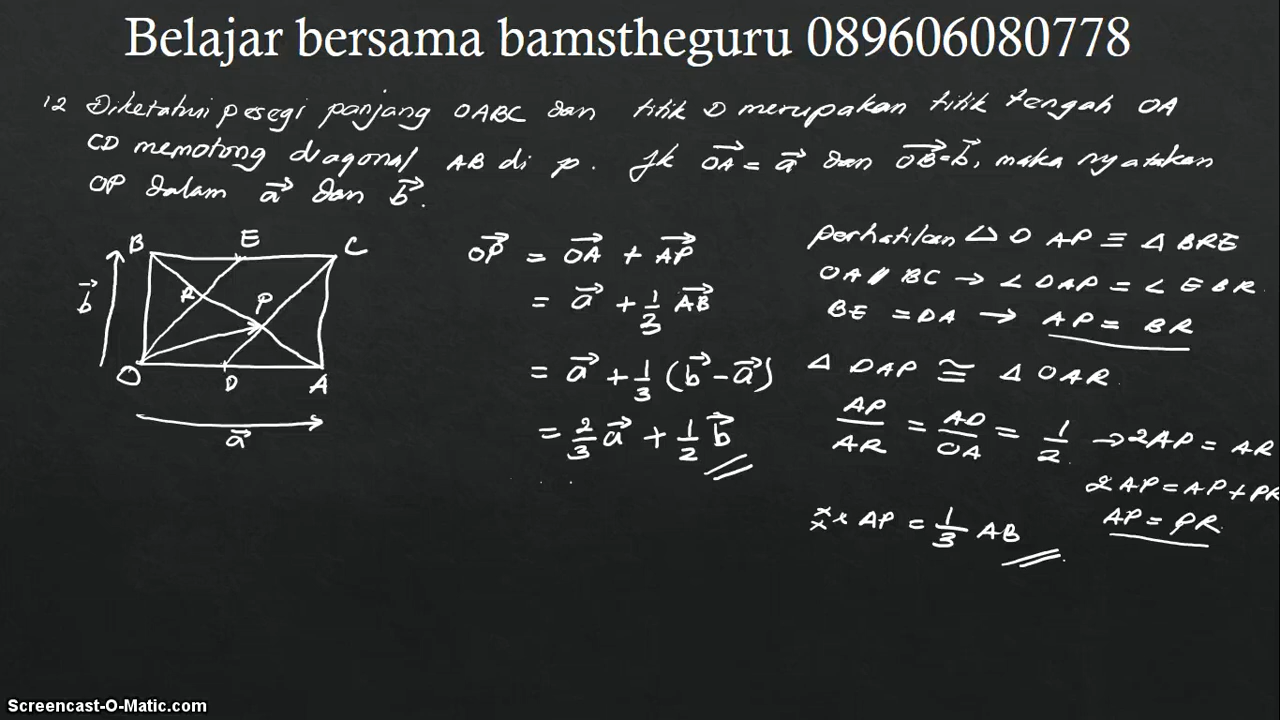 Belajar bersama bamstheguru 089606080778
12 Diketahui persegi panjang OABC dan titik D merupakan titik tengah OA
CD memotong diagonal AB di p. Jk OA→ = a→ dan OB→ = b→, maka nyatakan
OP dalam a→ dan b→.
B E C
b→
R P
O D A
a→
OP→ = OA→ + AP→
= a→ + 1/3 AB→
= a→ + 1/3 (b→ - a→)
= 2/3 a→ + 1/2 b→
perhatikan △ D AP ≡ △ BRE
OA // BC → ∠ DAP = ∠ EBR
BE = DA → AP = BR
△ DAP ≅ △ OAR
AP/AR = AD/OA = 1/2 → 2AP = AR
2AP = AP + PR
AP = PR
AP = 1/3 AB
Screencast-O-Matic.com